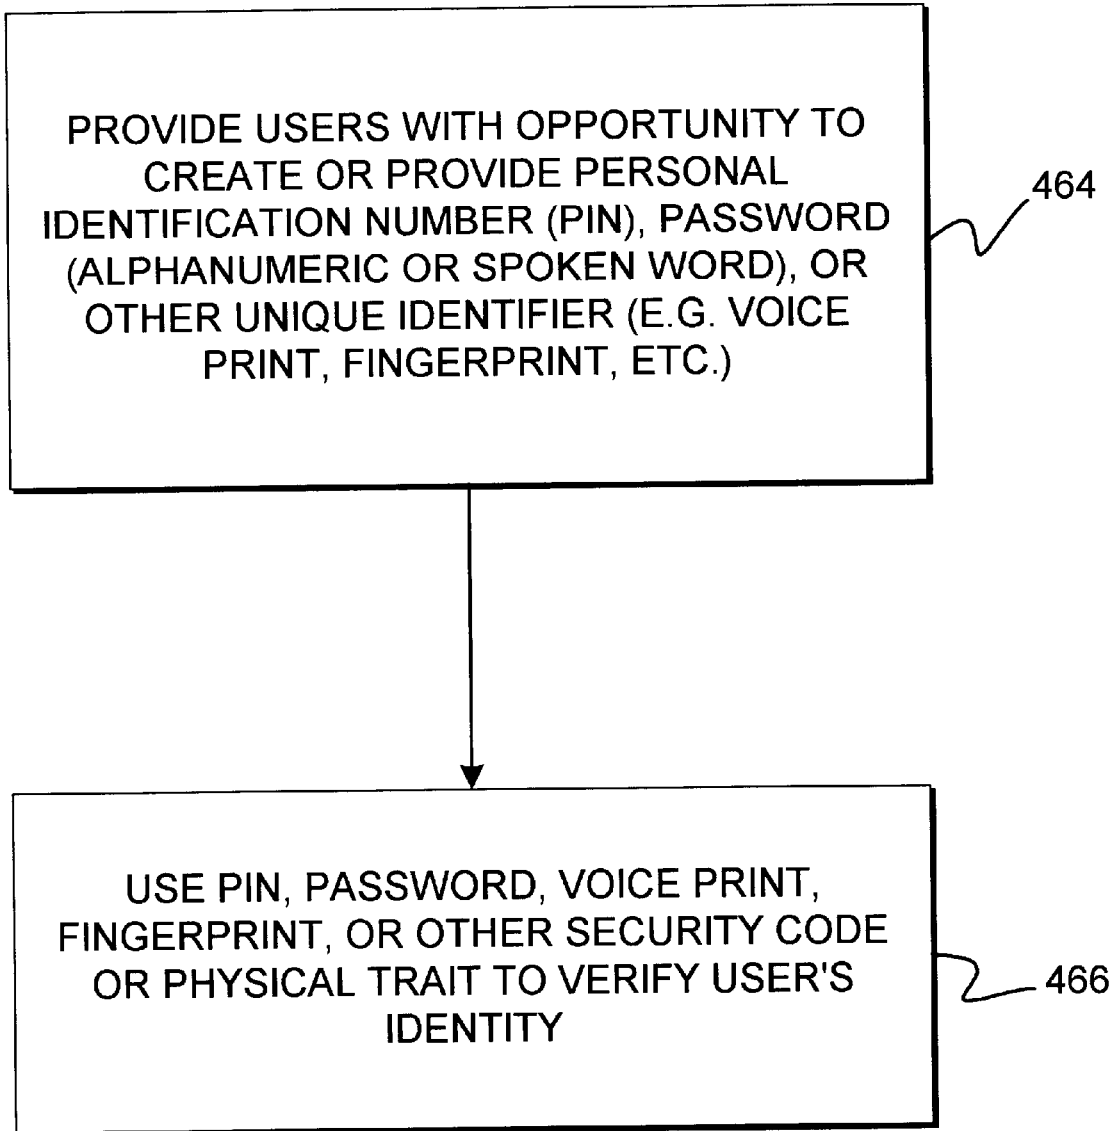 PROVIDE USERS WITH OPPORTUNITY TO
CREATE OR PROVIDE PERSONAL
IDENTIFICATION NUMBER (PIN), PASSWORD
(ALPHANUMERIC OR SPOKEN WORD), OR
OTHER UNIQUE IDENTIFIER (E.G. VOICE
PRINT, FINGERPRINT, ETC.)
464
USE PIN, PASSWORD, VOICE PRINT,
FINGERPRINT, OR OTHER SECURITY CODE
OR PHYSICAL TRAIT TO VERIFY USER'S
IDENTITY
466